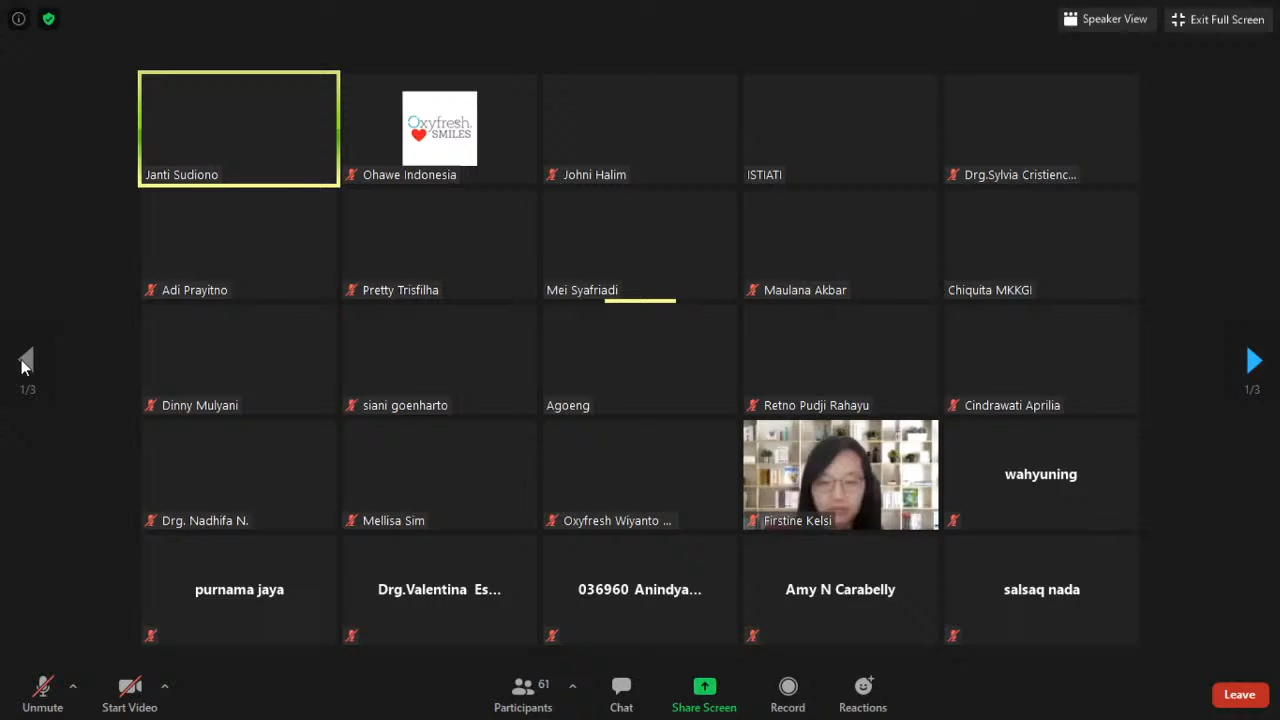 Speaker View
Exit Full Screen
Oxyfresh
SMILES
Janti Sudiono
Ohawe Indonesia
Johni Halim
ISTIATI
Drg.Sylvia Cristienc...
Adi Prayitno
Pretty Trisfilha
Mei Syafriadi
Maulana Akbar
Chiquita MKKGI
1/3
1/3
Dinny Mulyani
siani goenharto
Agoeng
Retno Pudji Rahayu
Cindrawati Aprilia
wahyuning
Drg. Nadhifa N.
Mellisa Sim
Oxyfresh Wiyanto ...
Firstine Kelsi
purnama jaya
Drg.Valentina Es...
036960 Anindya...
Amy N Carabelly
salsaq nada
61
Unmute
Start Video
Participants
Chat
Share Screen
Record
Reactions
Leave